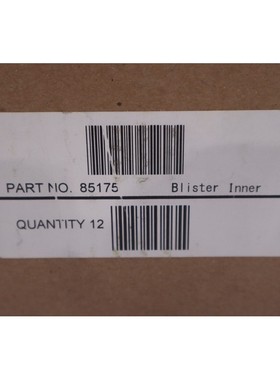 PART NO. 85175 Blister Inner
QUANTITY 12